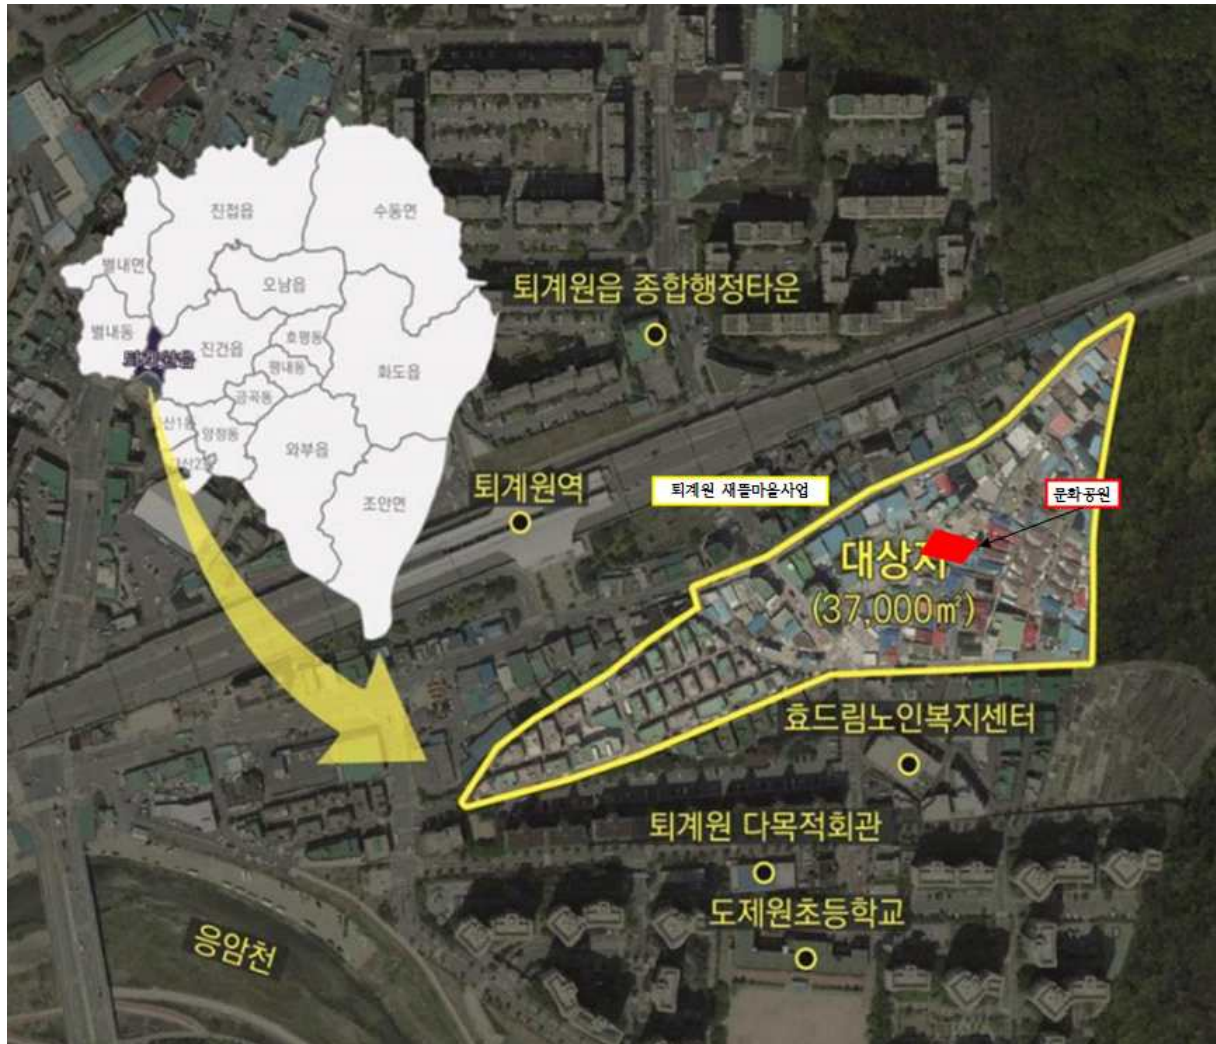 진접읍
수동면
별내면
오남읍
퇴계원읍 종합행정타운
별내동
호평동
진건읍
퇴계원읍
평내동
화도읍
금곡동
양정동
와부읍
퇴계원역
퇴계원 새뜰마을사업
문화공원
조안면
대상지
(37,000㎡)
효드림노인복지센터
퇴계원 다목적회관
도제원초등학교
응암천